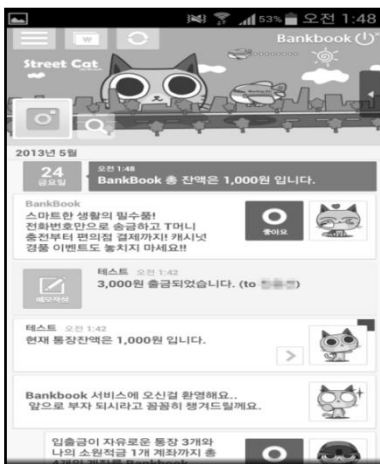 53% 오전 1:48
Bankbook
Street Cat
2013년 5월
24
금요일
오전 1:48
BankBook 총 잔액은 1,000원 입니다.
BankBook
스마트한 생활의 필수품!
전화번호만으로 송금하고 T머니
충전부터 편의점 결제까지! 캐시넛
경품 이벤트도 놓치지 마세요!!
좋아요
메모작성
테스트 오전 1:42
3,000원 출금되었습니다. (to
테스트 오전 1:42
현재 통장잔액은 1,000원 입니다.
Bankbook 서비스에 오신걸 환영해요..
앞으로 부자 되시라고 꼼꼼히 챙겨드릴께요.
입출금이 자유로운 통장 3개와
나의 소원적금 1개 계좌까지 총